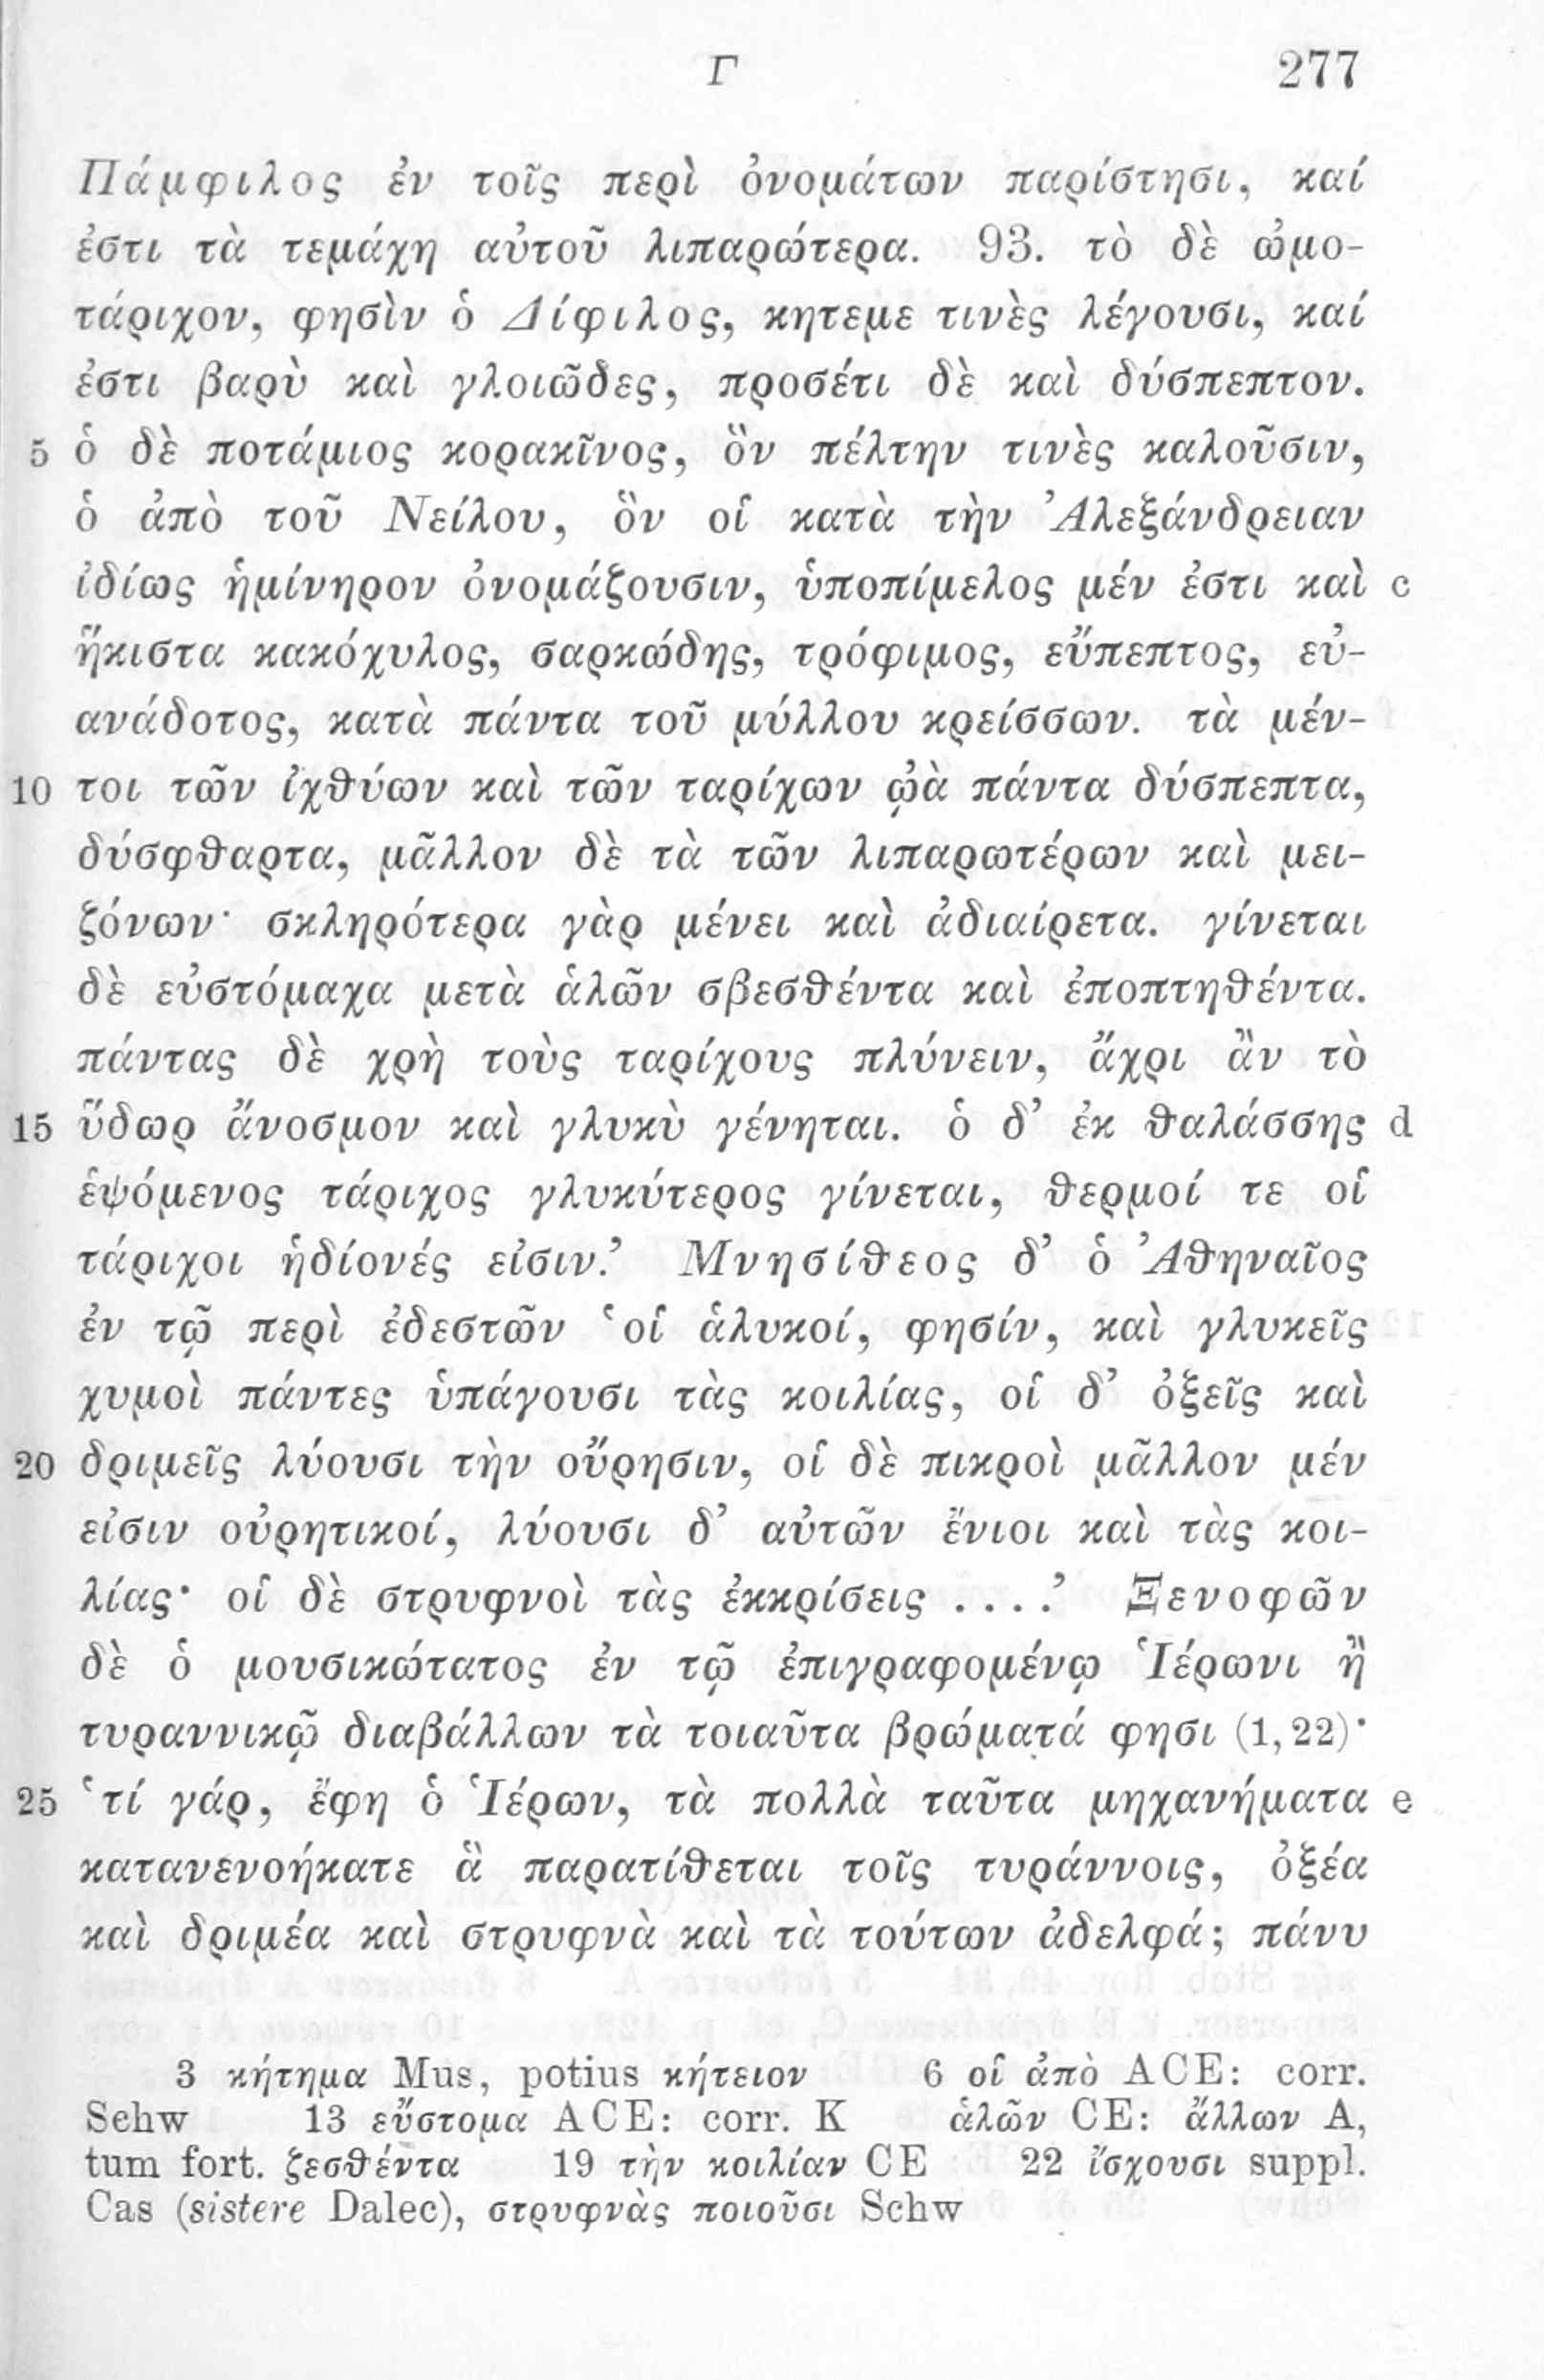 Γ 277
Πάμφιλος ἐν τοῖς περὶ ὀνομάτων παρίστησι, καί
ἐστι τὰ τεμάχη αὐτοῦ λιπαρώτερα. 93. τὸ δὲ ὠμο-
τάριχον, φησὶν ὁ Δίφιλος, κητεμε τινὲς λέγουσι, καί
ἐστι βαρὺ καὶ γλοιῶδες, προσέτι δὲ καὶ δύσπεπτον.
5 ὁ δὲ ποτάμιος κορακῖνος, ὃν πέλτην τινὲς καλοῦσιν,
ὁ ἀπὸ τοῦ Νείλου, ὃν οἱ κατὰ τὴν Ἀλεξάνδρειαν
ἰδίως ἡμίνηρον ὀνομάζουσιν, ὑποπίμελος μέν ἐστι καὶ c
ἥκιστα κακόχυλος, σαρκώδης, τρόφιμος, εὔπεπτος, εὐ-
ανάδοτος, κατὰ πάντα τοῦ μύλλου κρείσσων. τὰ μέν-
10 τοι τῶν ἰχθύων καὶ τῶν ταρίχων ᾠὰ πάντα δύσπεπτα,
δύσφθαρτα, μᾶλλον δὲ τὰ τῶν λιπαρωτέρων καὶ μει-
ζόνων· σκληρότερα γὰρ μένει καὶ ἀδιαίρετα. γίνεται
δὲ εὐστόμαχα μετὰ ἁλῶν σβεσθέντα καὶ ἐποπτηθέντα.
πάντας δὲ χρὴ τοὺς ταρίχους πλύνειν, ἄχρι ἂν τὸ
15 ὕδωρ ἄνοσμον καὶ γλυκὺ γένηται. ὁ δ’ ἐκ θαλάσσης d
ἑψόμενος τάριχος γλυκύτερος γίνεται, θερμοί τε οἱ
τάριχοι ἡδίονές εἰσιν.’ Μνησίθεος δ’ ὁ Ἀθηναῖος
ἐν τῷ περὶ ἐδεστῶν ‘οἱ ἁλυκοί, φησίν, καὶ γλυκεῖς
χυμοὶ πάντες ὑπάγουσι τὰς κοιλίας, οἱ δ’ ὀξεῖς καὶ
20 δριμεῖς λύουσι τὴν οὔρησιν, οἱ δὲ πικροὶ μᾶλλον μέν
εἰσιν οὐρητικοί, λύουσι δ’ αὐτῶν ἔνιοι καὶ τὰς κοι-
λίας· οἱ δὲ στρυφνοὶ τὰς ἐκκρίσεις ....’ Ξενοφῶν
δὲ ὁ μουσικώτατος ἐν τῷ ἐπιγραφομένῳ Ἱέρωνι ἢ
τυραννικῷ διαβάλλων τὰ τοιαῦτα βρώματά φησι (1, 22)·
25 ‘τί γάρ, ἔφη ὁ Ἱέρων, τὰ πολλὰ ταῦτα μηχανήματα e
κατανενοήκατε ἃ παρατίθεται τοῖς τυράννοις, ὀξέα
καὶ δριμέα καὶ στρυφνὰ καὶ τὰ τούτων ἀδελφά; πάνυ
3 κήτημα Mus, potius κήτειον 6 οἱ ἀπὸ ACE: corr.
Schw 13 εὔστομα ACE: corr. K ἁλῶν CE: ἄλλων A,
tum fort. ζεσθέντα 19 τὴν κοιλίαν CE 22 ἴσχουσι suppl.
Cas (sistere Dalec), στρυφνὰς ποιοῦσι Schw